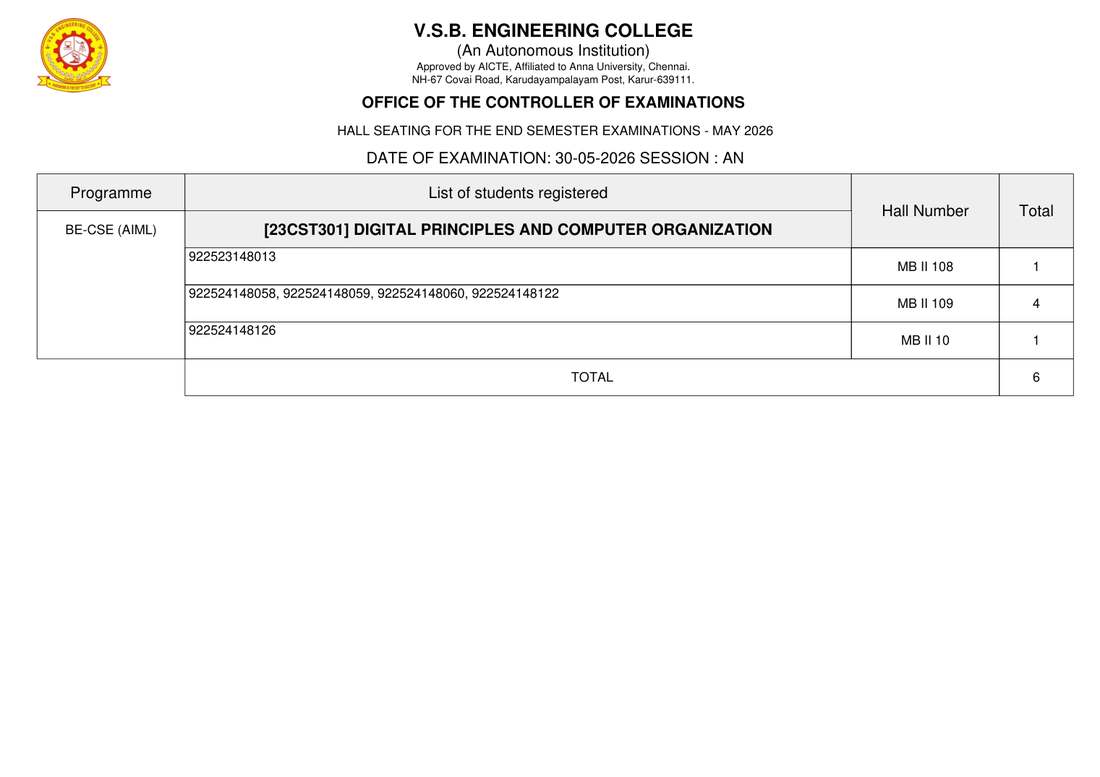 V.S.B. ENGINEERING COLLEGE
(An Autonomous Institution)
Approved by AICTE, Affiliated to Anna University, Chennai.
NH-67 Covai Road, Karudayampalayam Post, Karur-639111.
OFFICE OF THE CONTROLLER OF EXAMINATIONS
HALL SEATING FOR THE END SEMESTER EXAMINATIONS - MAY 2026
DATE OF EXAMINATION: 30-05-2026 SESSION : AN
Programme List of students registered Hall Number Total
BE-CSE (AIML) [23CST301] DIGITAL PRINCIPLES AND COMPUTER ORGANIZATION
922523148013 MB II 108 1
922524148058, 922524148059, 922524148060, 922524148122 MB II 109 4
922524148126 MB II 10 1
TOTAL 6